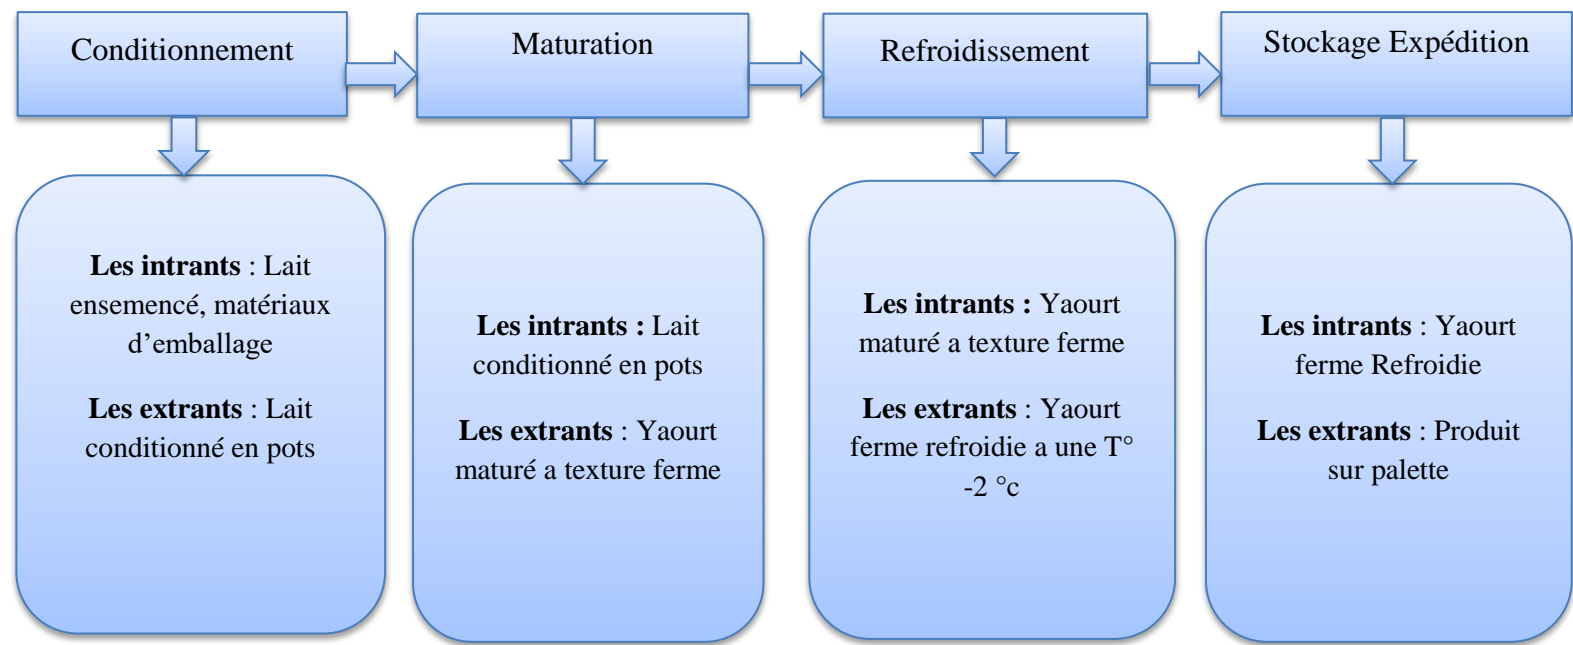 Conditionnement
Maturation
Refroidissement
Stockage Expédition
Les intrants : Lait
ensemencé, matériaux
d’emballage
Les extrants : Lait
conditionné en pots
Les intrants : Lait
conditionné en pots
Les extrants : Yaourt
maturé a texture ferme
Les intrants : Yaourt
maturé a texture ferme
Les extrants : Yaourt
ferme refroidie a une T°
-2 °c
Les intrants : Yaourt
ferme Refroidie
Les extrants : Produit
sur palette